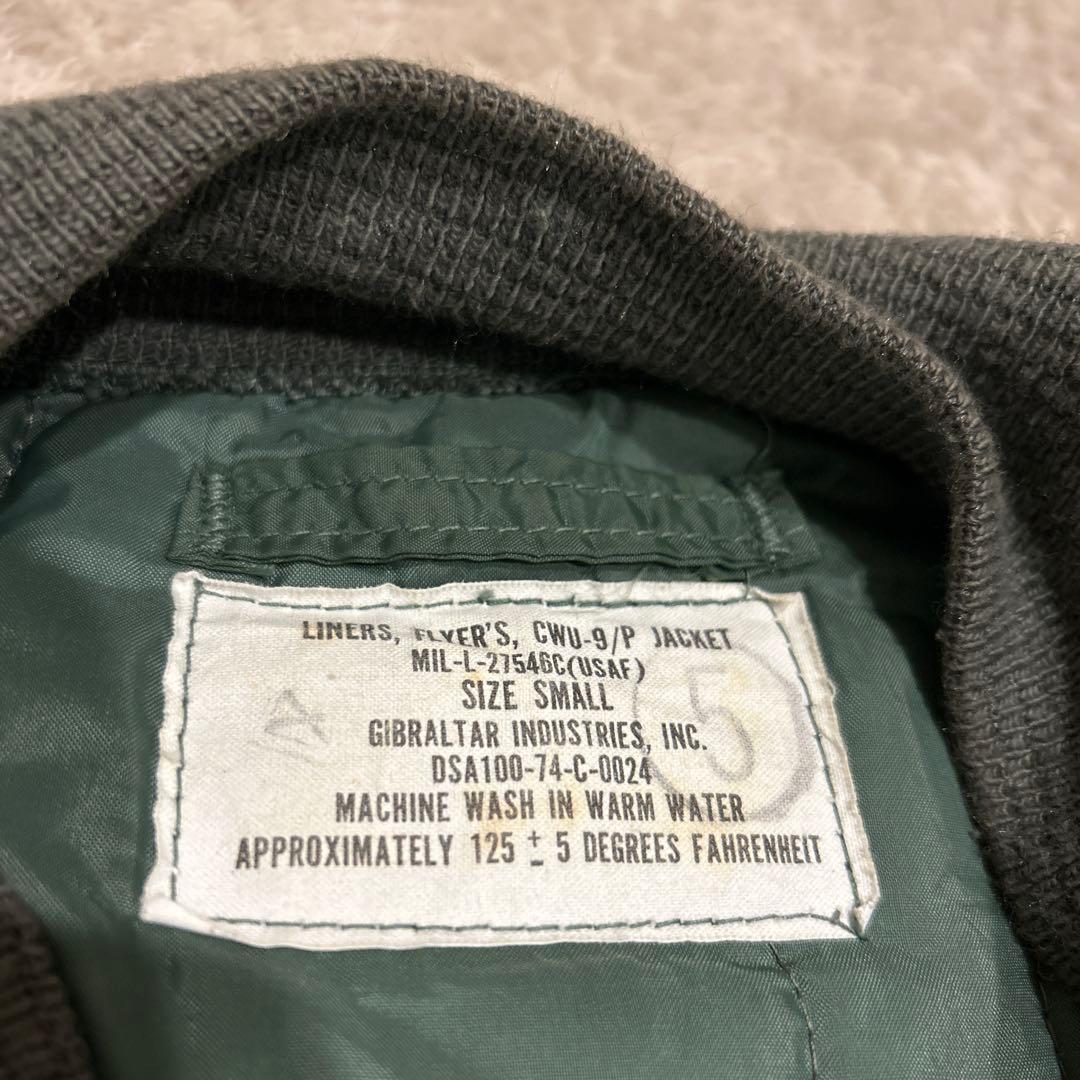 LINERS, FLYER'S, CWU-9/P JACKET
MIL-L-27546C(USAF)
SIZE SMALL
GIBRALTAR INDUSTRIES, INC.
DSA100-74-C-0024
MACHINE WASH IN WARM WATER
APPROXIMATELY 125 ± 5 DEGREES FAHRENHEIT
5